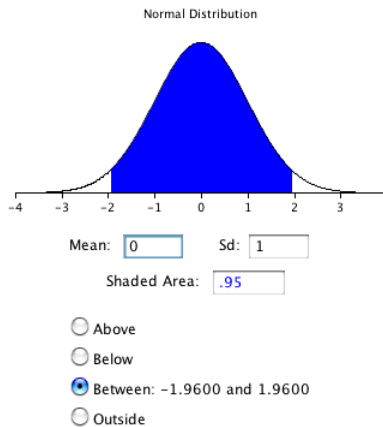 Normal Distribution
-4 -3 -2 -1 0 1 2 3
Mean: 0 Sd: 1
Shaded Area: .95
Above
Below
Between: -1.9600 and 1.9600
Outside